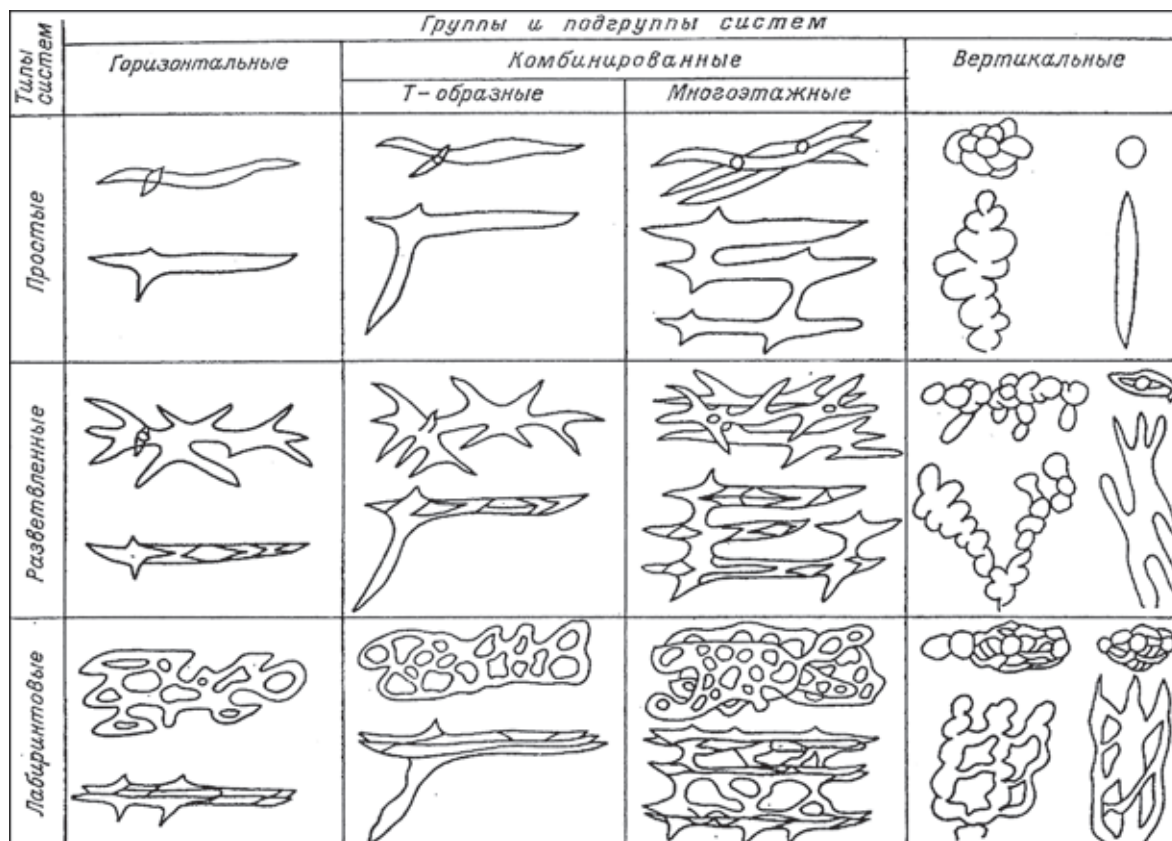 Группы и подгруппы систем
Типы
систем
Горизонтальные
Комбинированные
Вертикальные
Т-образные
Многоэтажные
Простые
Разветвленные
Лабиринтовые